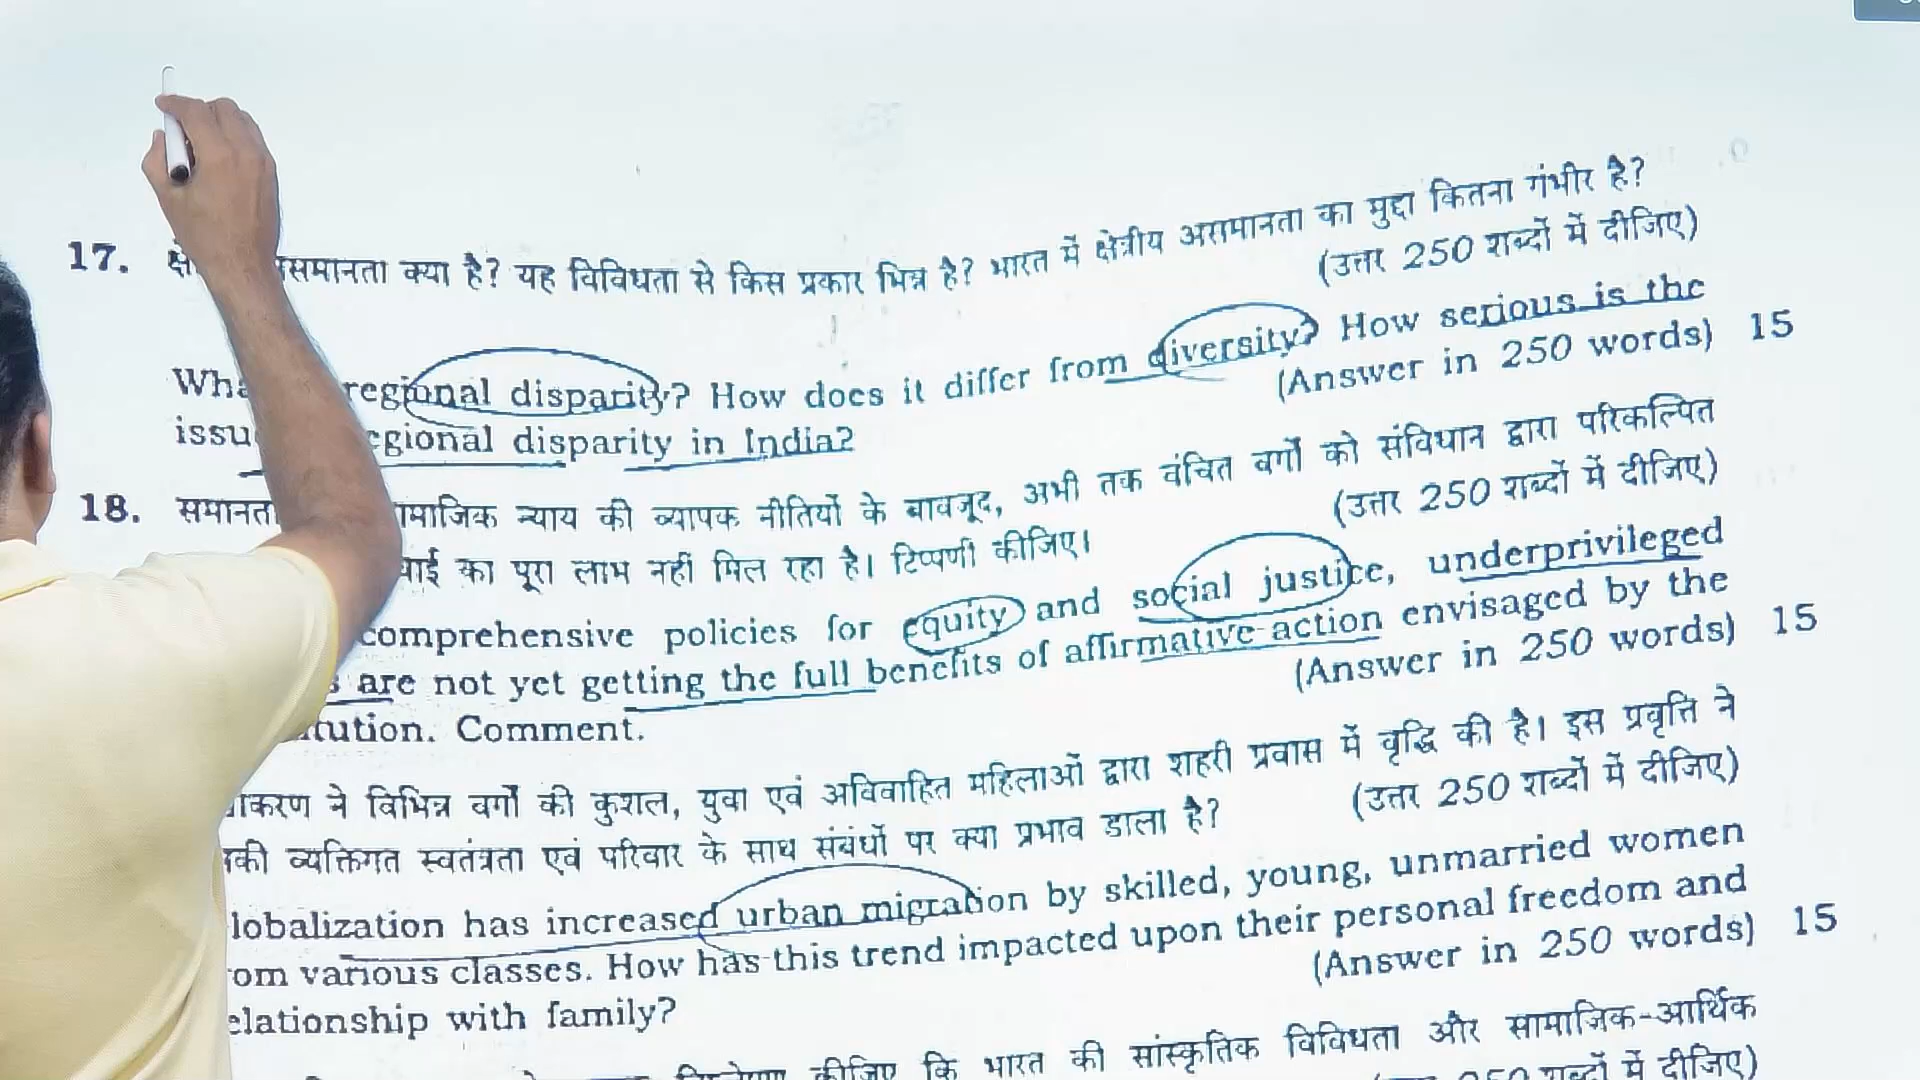 17. समानता क्या है? यह विविधता से किस प्रकार भिन्न है? भारत में क्षेत्रीय असमानता का मुद्दा कितना गंभीर है?
(उत्तर 250 शब्दों में दीजिए)
regional disparity? How does it differ from diversity? How serious is the
regional disparity in India?
(Answer in 250 words) 15
18. समानता सामाजिक न्याय की व्यापक नीतियों के बावजूद, अभी तक वंचित वर्गों को संविधान द्वारा परिकल्पित
का पूरा लाभ नहीं मिल रहा है। टिप्पणी कीजिए।
(उत्तर 250 शब्दों में दीजिए)
comprehensive policies for equity and social justice, underprivileged
are not yet getting the full benefits of affirmative action envisaged by the
Comment.
(Answer in 250 words) 15
ने विभिन्न वर्गों की कुशल, युवा एवं अविवाहित महिलाओं द्वारा शहरी प्रवास में वृद्धि की है। इस प्रवृत्ति ने
व्यक्तिगत स्वतंत्रता एवं परिवार के साथ संबंधों पर क्या प्रभाव डाला है?
(उत्तर 250 शब्दों में दीजिए)
lobalization has increased urban migration by skilled, young, unmarried women
om various classes. How has this trend impacted upon their personal freedom and
elationship with family?
(Answer in 250 words) 15
कीजिए कि भारत की सांस्कृतिक विविधता और सामाजिक-आर्थिक
शब्दों में दीजिए)